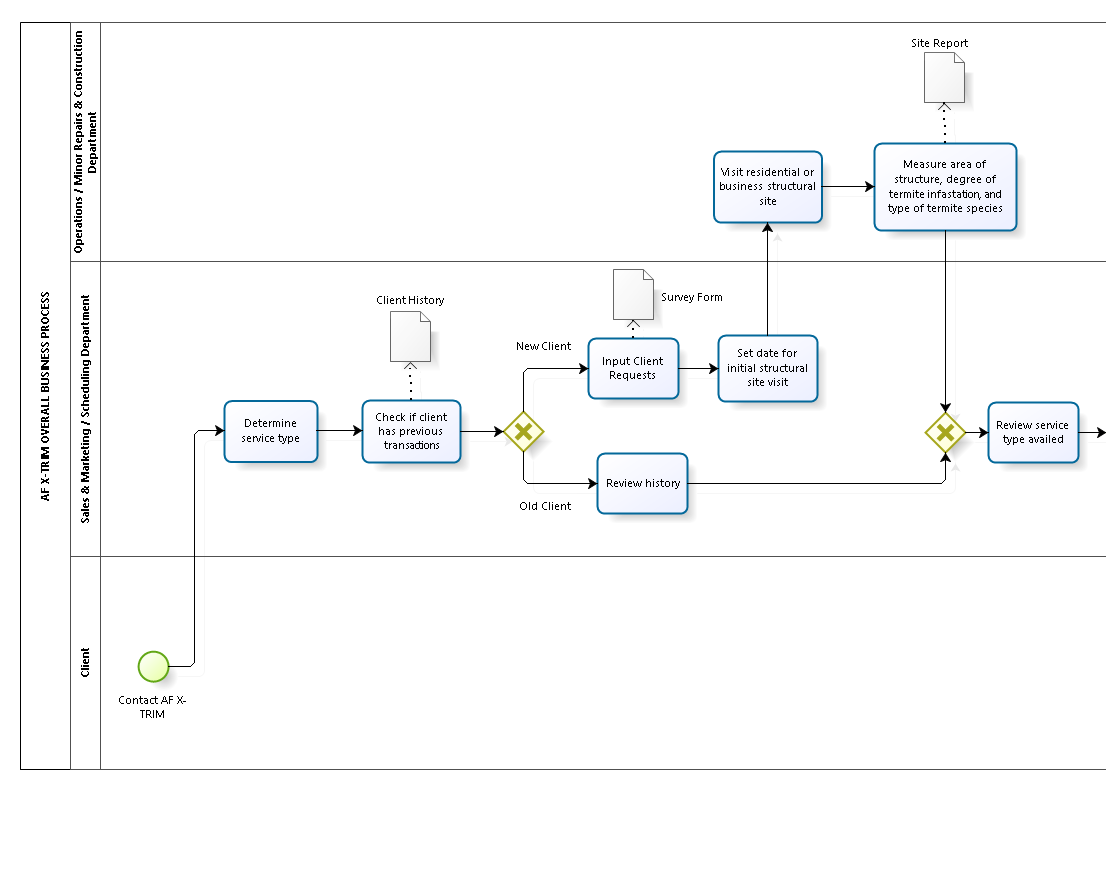 AF X-TRIM OVERALL BUSINESS PROCESS
Operations / Minor Repairs & Construction
Department
Site Report
Visit residential or
business structural
site
Measure area of
structure, degree of
termite infastation, and
type of termite species
Sales & Marketing / Scheduling Department
Client History
Survey Form
New Client
Input Client
Requests
Set date for
initial structural
site visit
Determine
service type
Check if client
has previous
transactions
Review service
type availed
Review history
Old Client
Client
Contact AF X-
TRIM